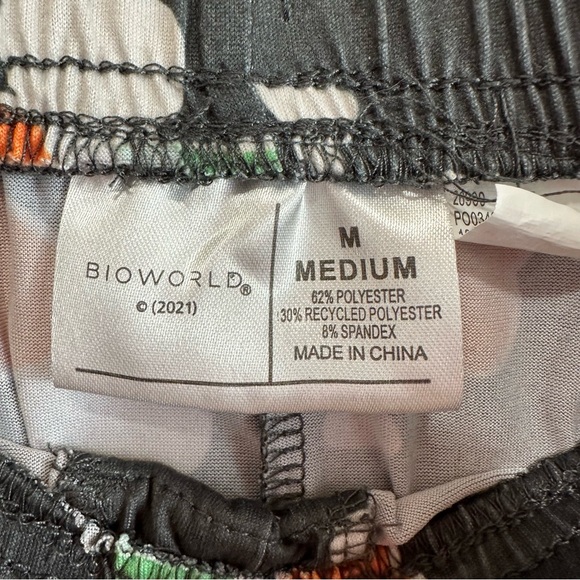 BIOWORLD®
© (2021)
M
MEDIUM
62% POLYESTER
30% RECYCLED POLYESTER
8% SPANDEX
MADE IN CHINA